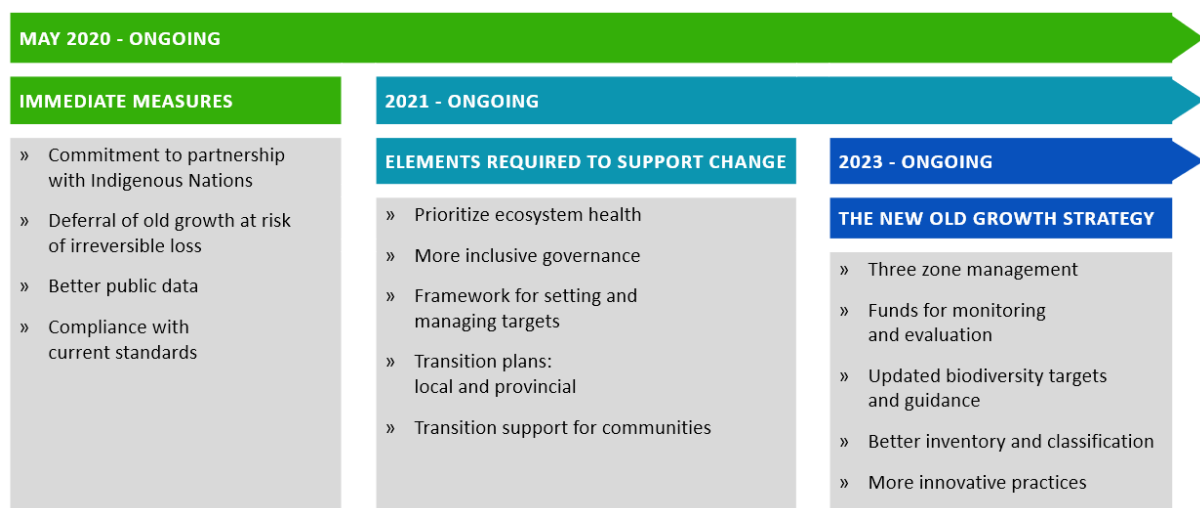 MAY 2020 - ONGOING
IMMEDIATE MEASURES
» Commitment to partnership
with Indigenous Nations
» Deferral of old growth at risk
of irreversible loss
» Better public data
» Compliance with
current standards
2021 - ONGOING
ELEMENTS REQUIRED TO SUPPORT CHANGE
» Prioritize ecosystem health
» More inclusive governance
» Framework for setting and
managing targets
» Transition plans:
local and provincial
» Transition support for communities
2023 - ONGOING
THE NEW OLD GROWTH STRATEGY
» Three zone management
» Funds for monitoring
and evaluation
» Updated biodiversity targets
and guidance
» Better inventory and classification
» More innovative practices